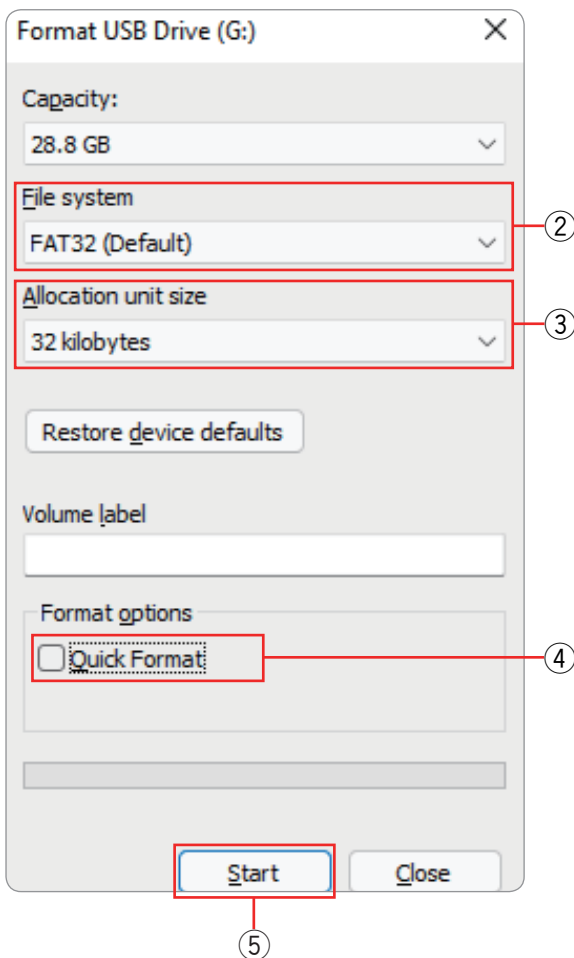 Format USB Drive (G:)
Capacity:
28.8 GB
File system
FAT32 (Default)
②
Allocation unit size
32 kilobytes
③
Restore device defaults
Volume label
Format options
Quick Format
④
Start
Close
⑤